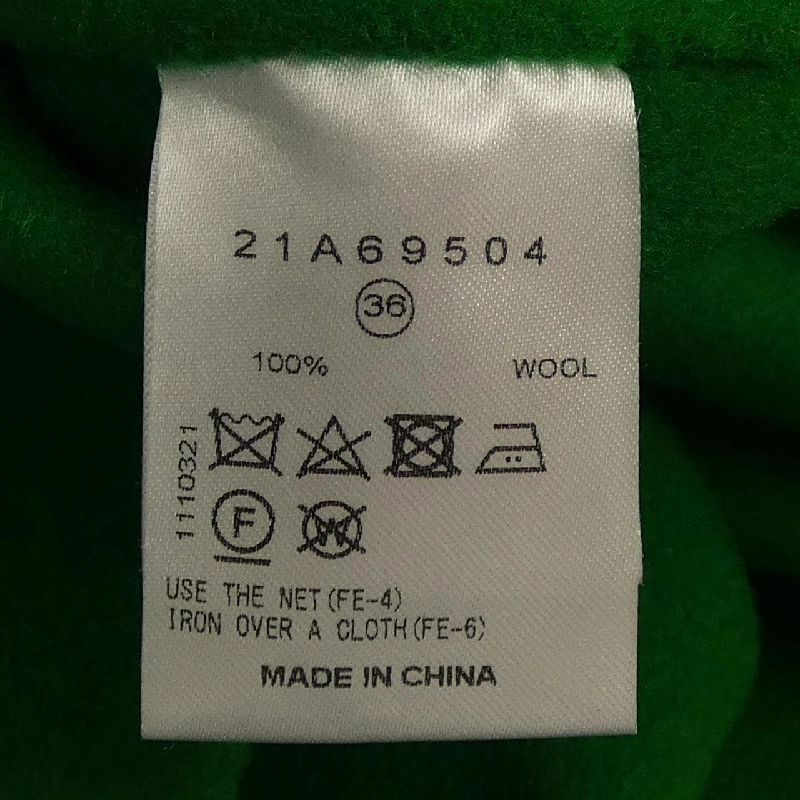 21A69504
36
100% WOOL
1110321
F
W
USE THE NET(FE-4)
IRON OVER A CLOTH(FE-6)
MADE IN CHINA